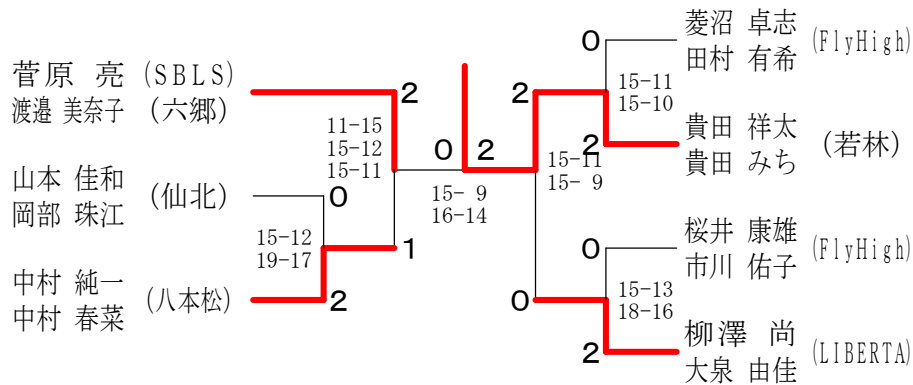 菅原 亮 (SBLS)
渡邉 美奈子 (六郷)
2
11-15
15-12
15-11
山本 佳和
岡部 珠江
(仙北)
0
15-12
19-17
1
中村 純一
中村 春菜
(八本松)
2
0
2
15- 9
16-14
菱沼 卓志
田村 有希
(FlyHigh)
0
15-11
15-10
2
貴田 祥太
貴田 みち
(若林)
2
15-11
15- 9
桜井 康雄
市川 佑子
(FlyHigh)
0
15-13
18-16
0
柳澤 尚
大泉 由佳
(LIBERTA)
2